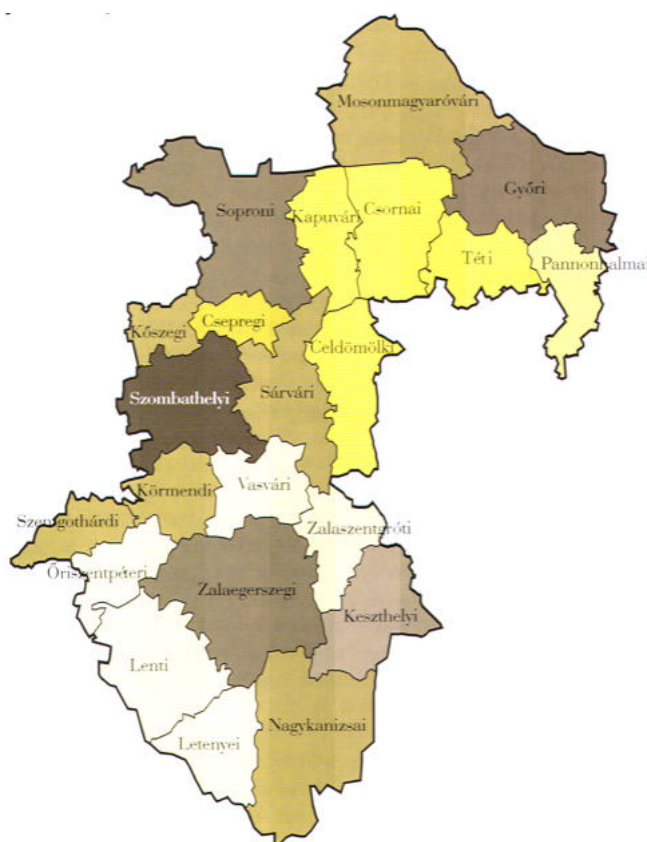 Mosonmagyaróvári
Győri
Soproni
Kapuvári
Csornai
Téti
Pannonhalmai
Kőszegi
Csepregi
Celdömölki
Szombathelyi
Sárvári
Vasvári
Körmendi
Szentgothárdi
Zalaszentgróti
Őriszentpéteri
Zalaegerszegi
Keszthelyi
Lenti
Nagykanizsai
Letenyei